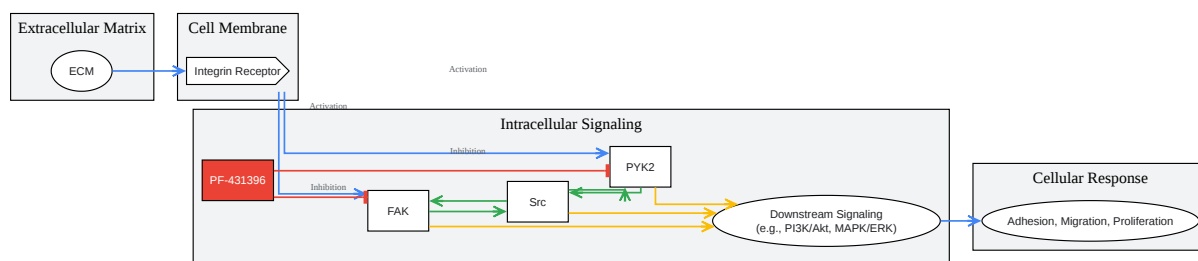 Extracellular Matrix
Cell Membrane
ECM
Integrin Receptor
Activation
Activation
Intracellular Signaling
Inhibition
PYK2
PF-431396
Inhibition
FAK
Src
Downstream Signaling
(e.g., PI3K/Akt, MAPK/ERK)
Cellular Response
Adhesion, Migration, Proliferation